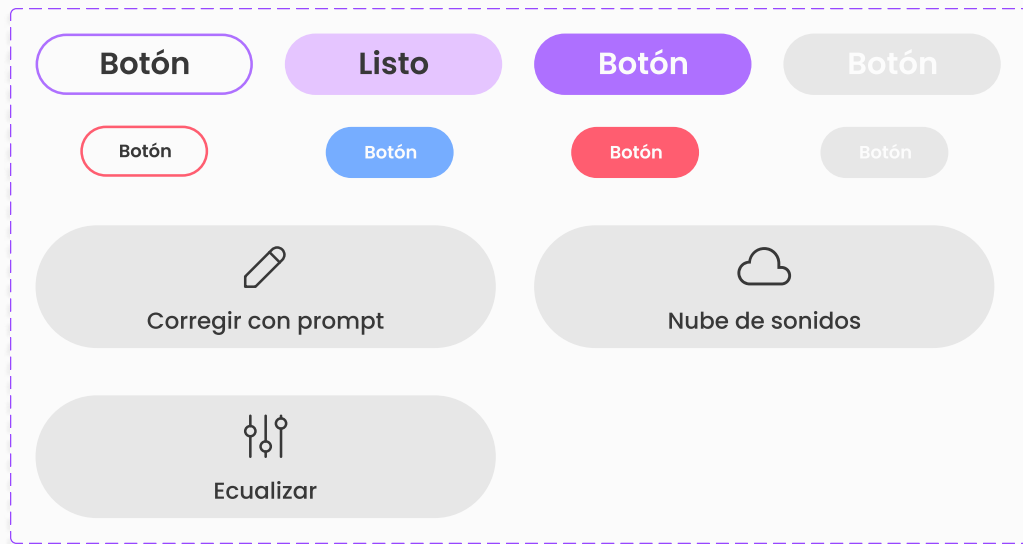 Botón
Listo
Botón
Botón
Botón
Botón
Botón
Botón
Corregir con prompt
Nube de sonidos
Ecualizar